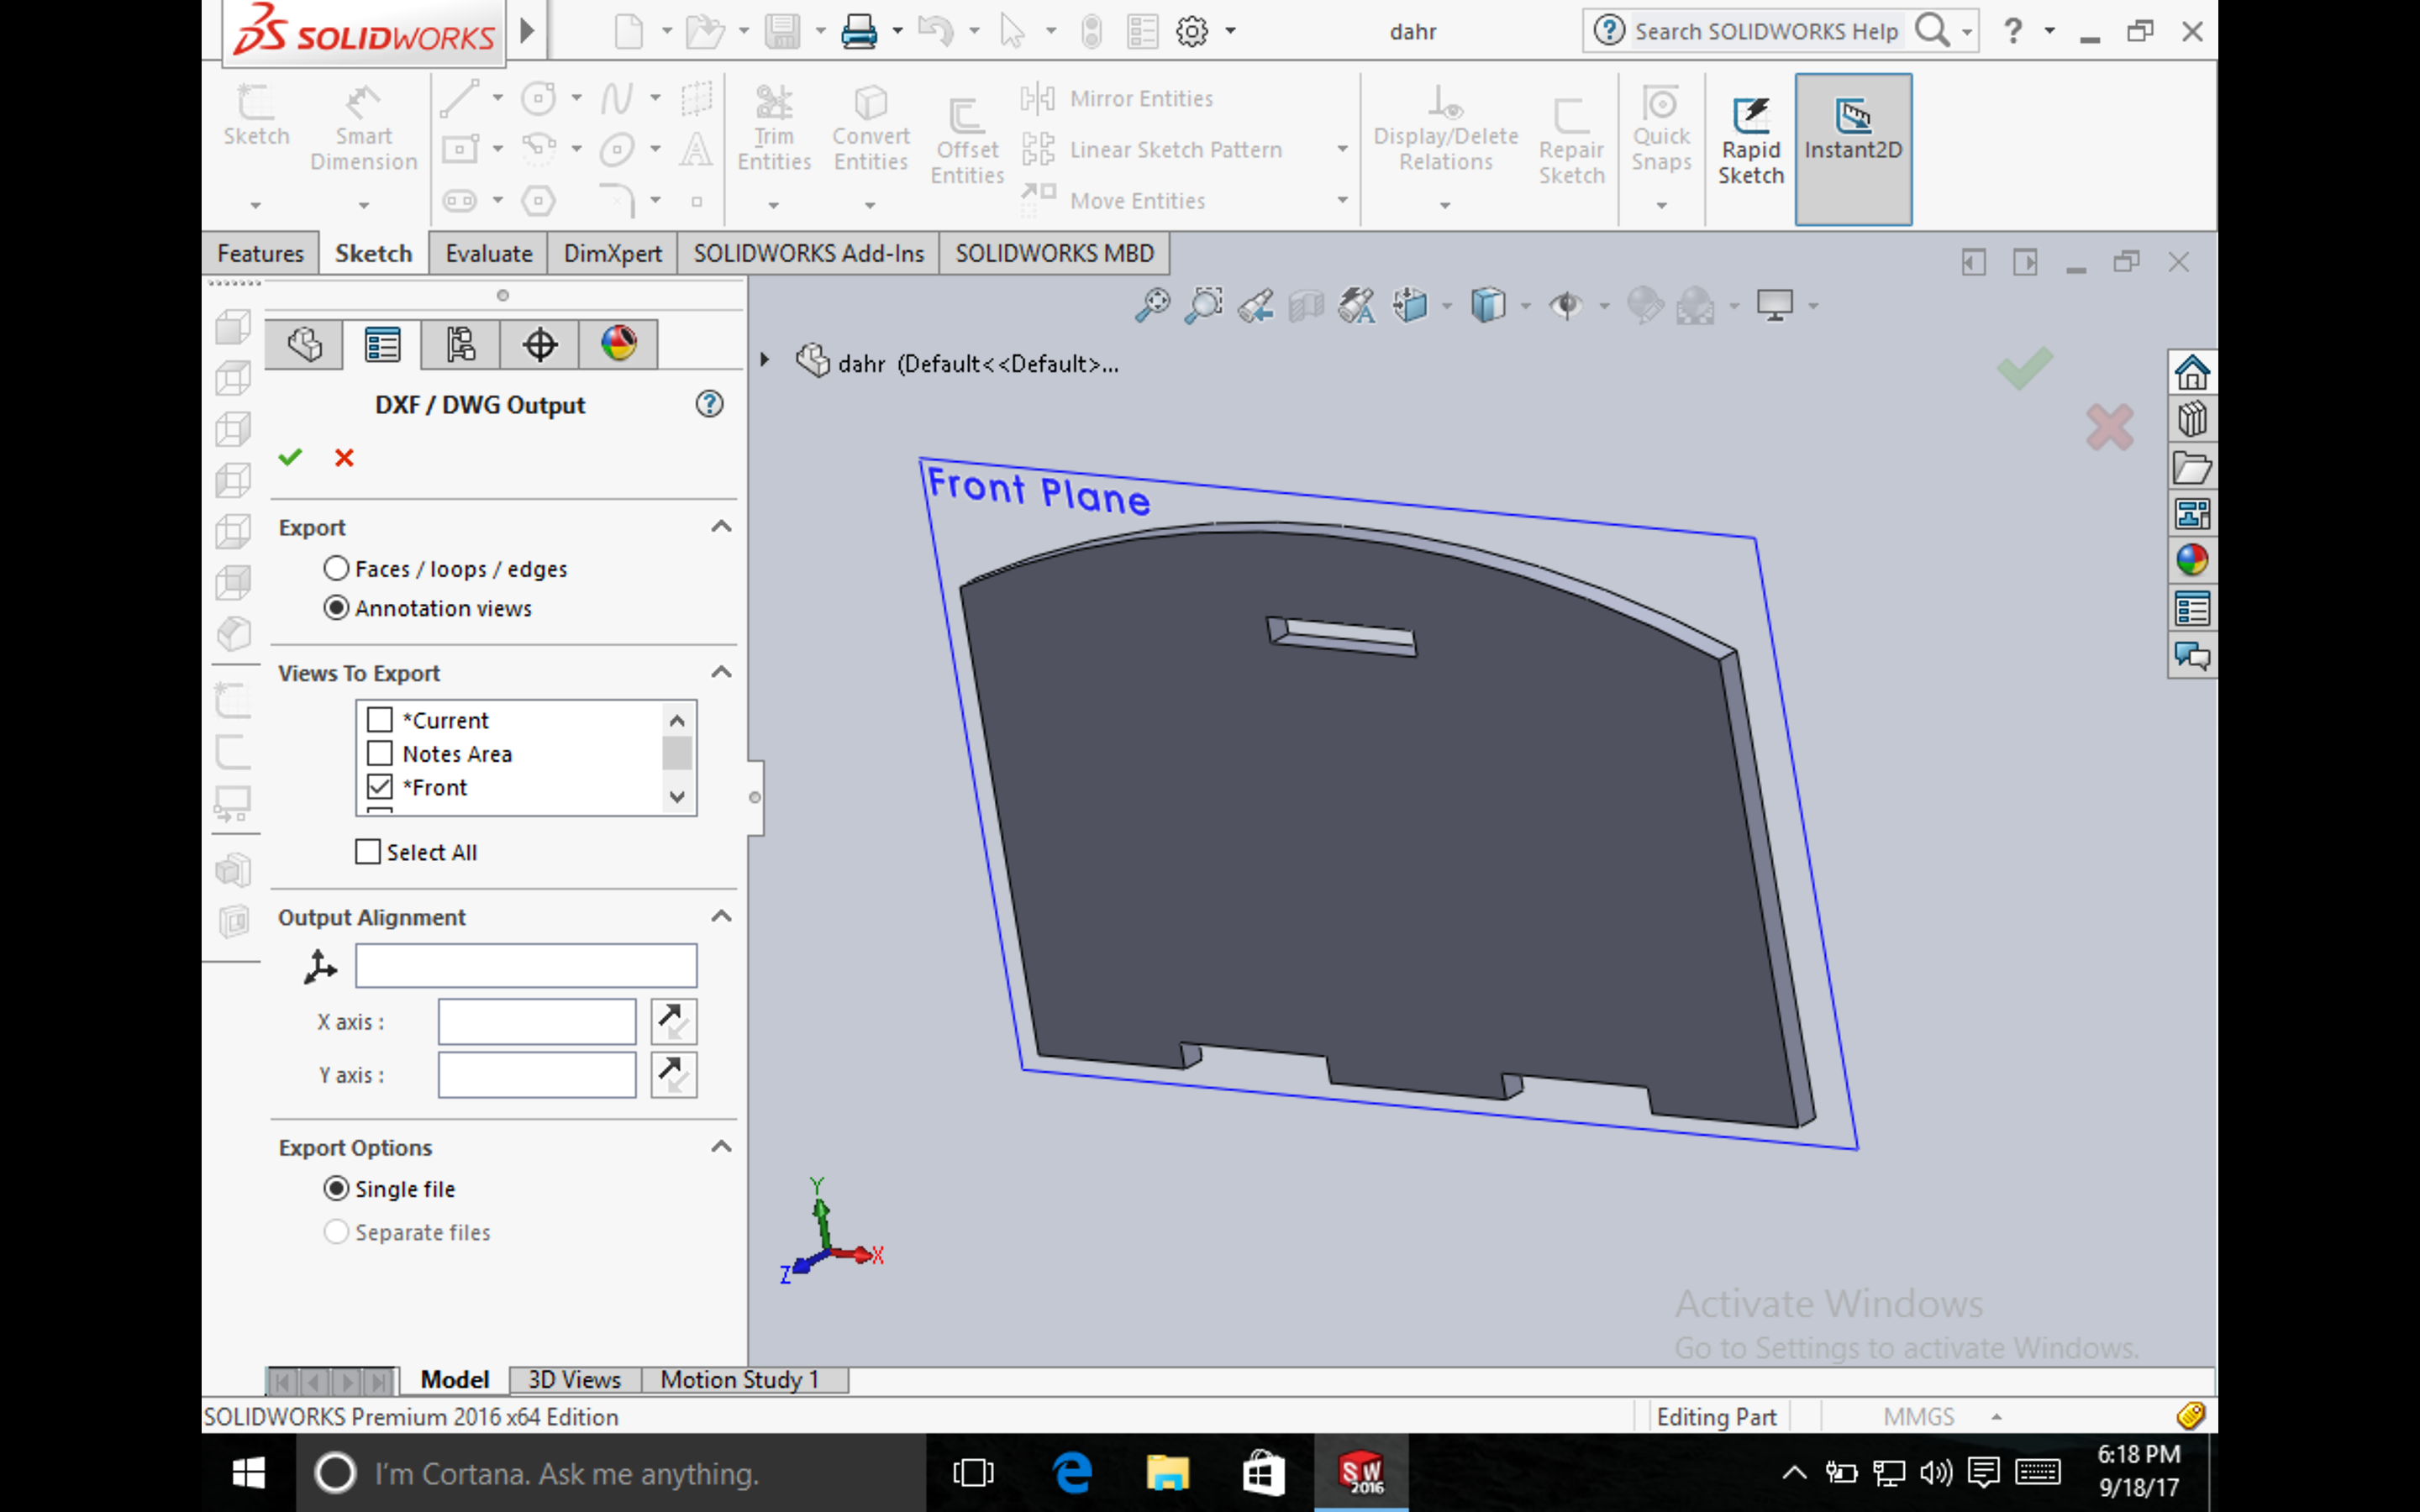 SOLIDWORKS
dahr
Search SOLIDWORKS Help
?
Sketch
Smart Dimension
Trim Entities
Convert Entities
Offset Entities
Mirror Entities
Linear Sketch Pattern
Move Entities
Display/Delete Relations
Repair Sketch
Quick Snaps
Rapid Sketch
Instant2D
Features
Sketch
Evaluate
DimXpert
SOLIDWORKS Add-Ins
SOLIDWORKS MBD
dahr (Default<<Default>...
DXF / DWG Output
Export
Faces / loops / edges
Annotation views
Views To Export
*Current
Notes Area
*Front
Select All
Output Alignment
X axis :
Y axis :
Export Options
Single file
Separate files
Front Plane
Y
X
Z
Activate Windows
Go to Settings to activate Windows.
Model
3D Views
Motion Study 1
SOLIDWORKS Premium 2016 x64 Edition
Editing Part
MMGS
I'm Cortana. Ask me anything.
SW
2016
6:18 PM
9/18/17